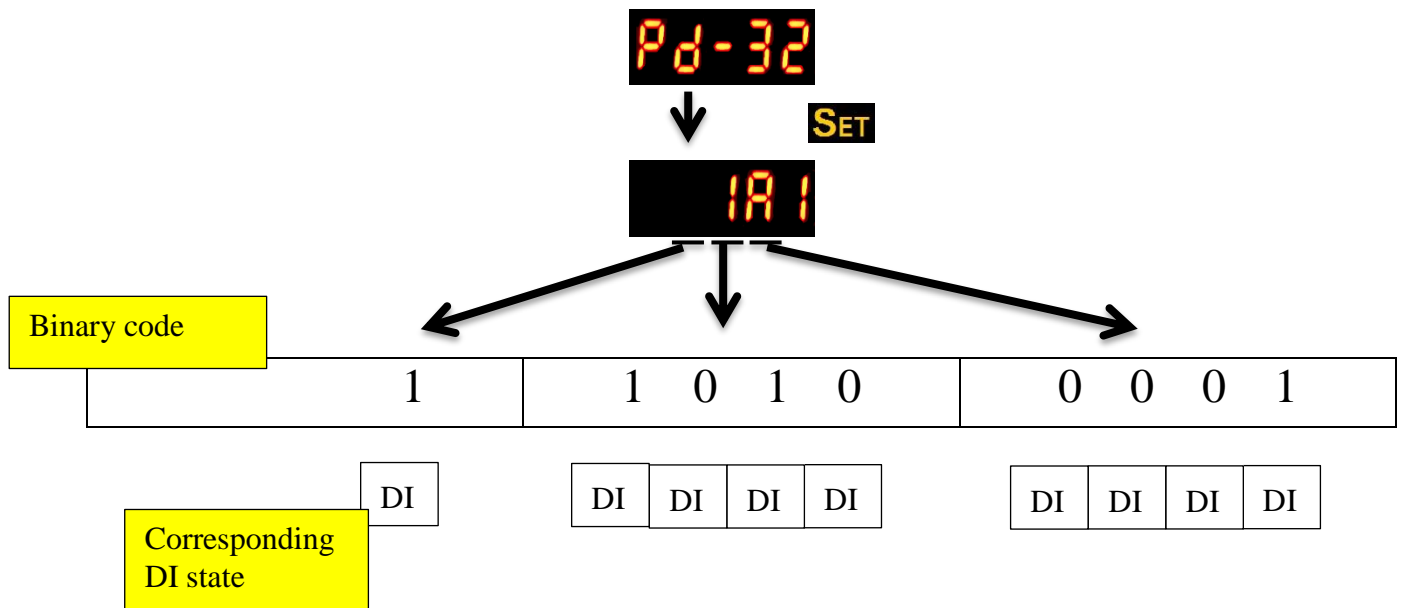 Pd-32
SET
1A1
Binary code
1 1 0 1 0 0 0 0 1
DI DI DI DI DI DI DI DI DI
Corresponding
DI state